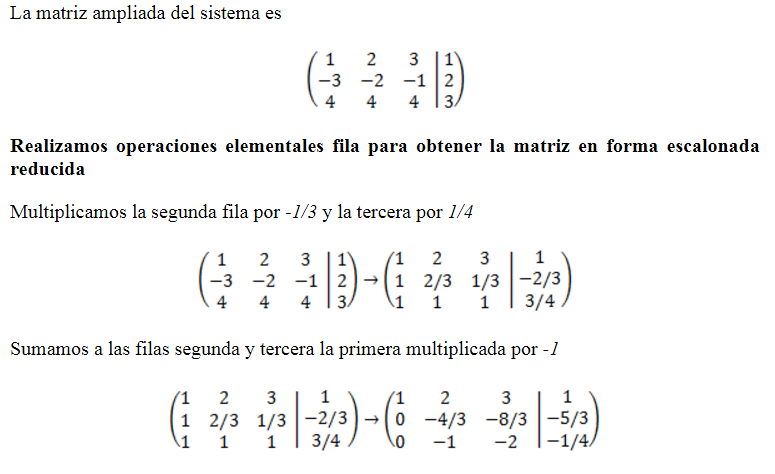 La matriz ampliada del sistema es
1 2 3 | 1
−3 −2 −1 | 2
4 4 4 | 3
Realizamos operaciones elementales fila para obtener la matriz en forma escalonada
reducida
Multiplicamos la segunda fila por -1/3 y la tercera por 1/4
( 1 2 3 | 1 ) ( 1 2 3 | 1 )
( −3 −2 −1 | 2 ) → ( 1 2/3 1/3 | −2/3 )
( 4 4 4 | 3 ) ( 1 1 1 | 3/4 )
Sumamos a las filas segunda y tercera la primera multiplicada por -1
( 1 2 3 | 1 ) ( 1 2 3 | 1 )
( 1 2/3 1/3 | −2/3 ) → ( 0 −4/3 −8/3 | −5/3 )
( 1 1 1 | 3/4 ) ( 0 −1 −2 | −1/4 )